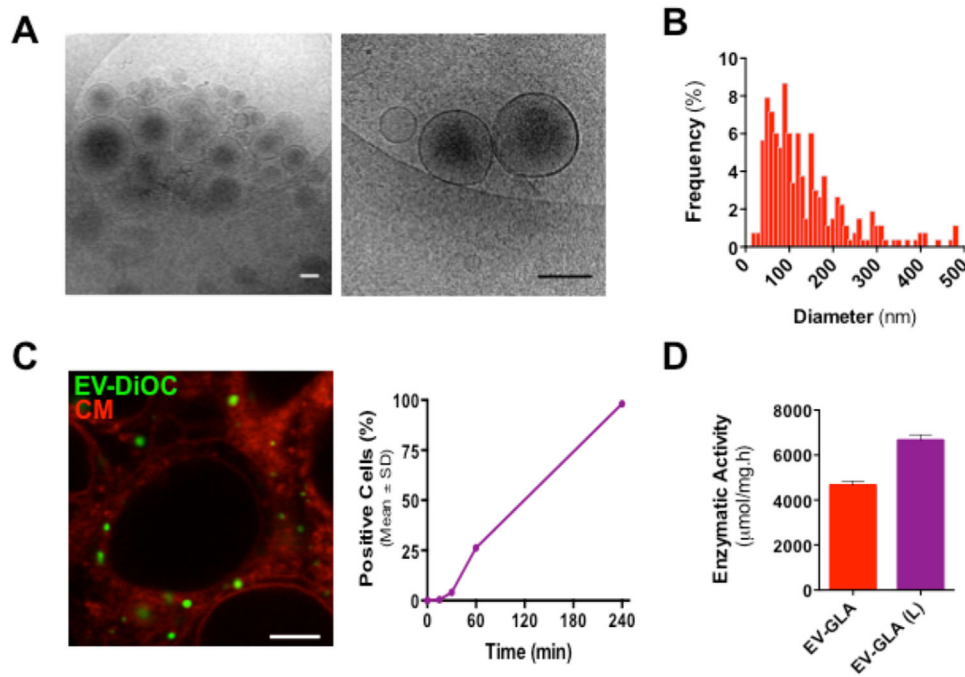 A
B
10
8
6
4
2
0
Frequency (%)
0
100
200
300
400
500
Diameter (nm)
C
EV-DiOC
CM
100
75
50
25
0
Positive Cells (%)
(Mean ± SD)
0
60
120
180
240
Time (min)
D
8000
6000
4000
2000
0
Enzymatic Activity
(μmol/mg.h)
EV-GLA
EV-GLA (L)